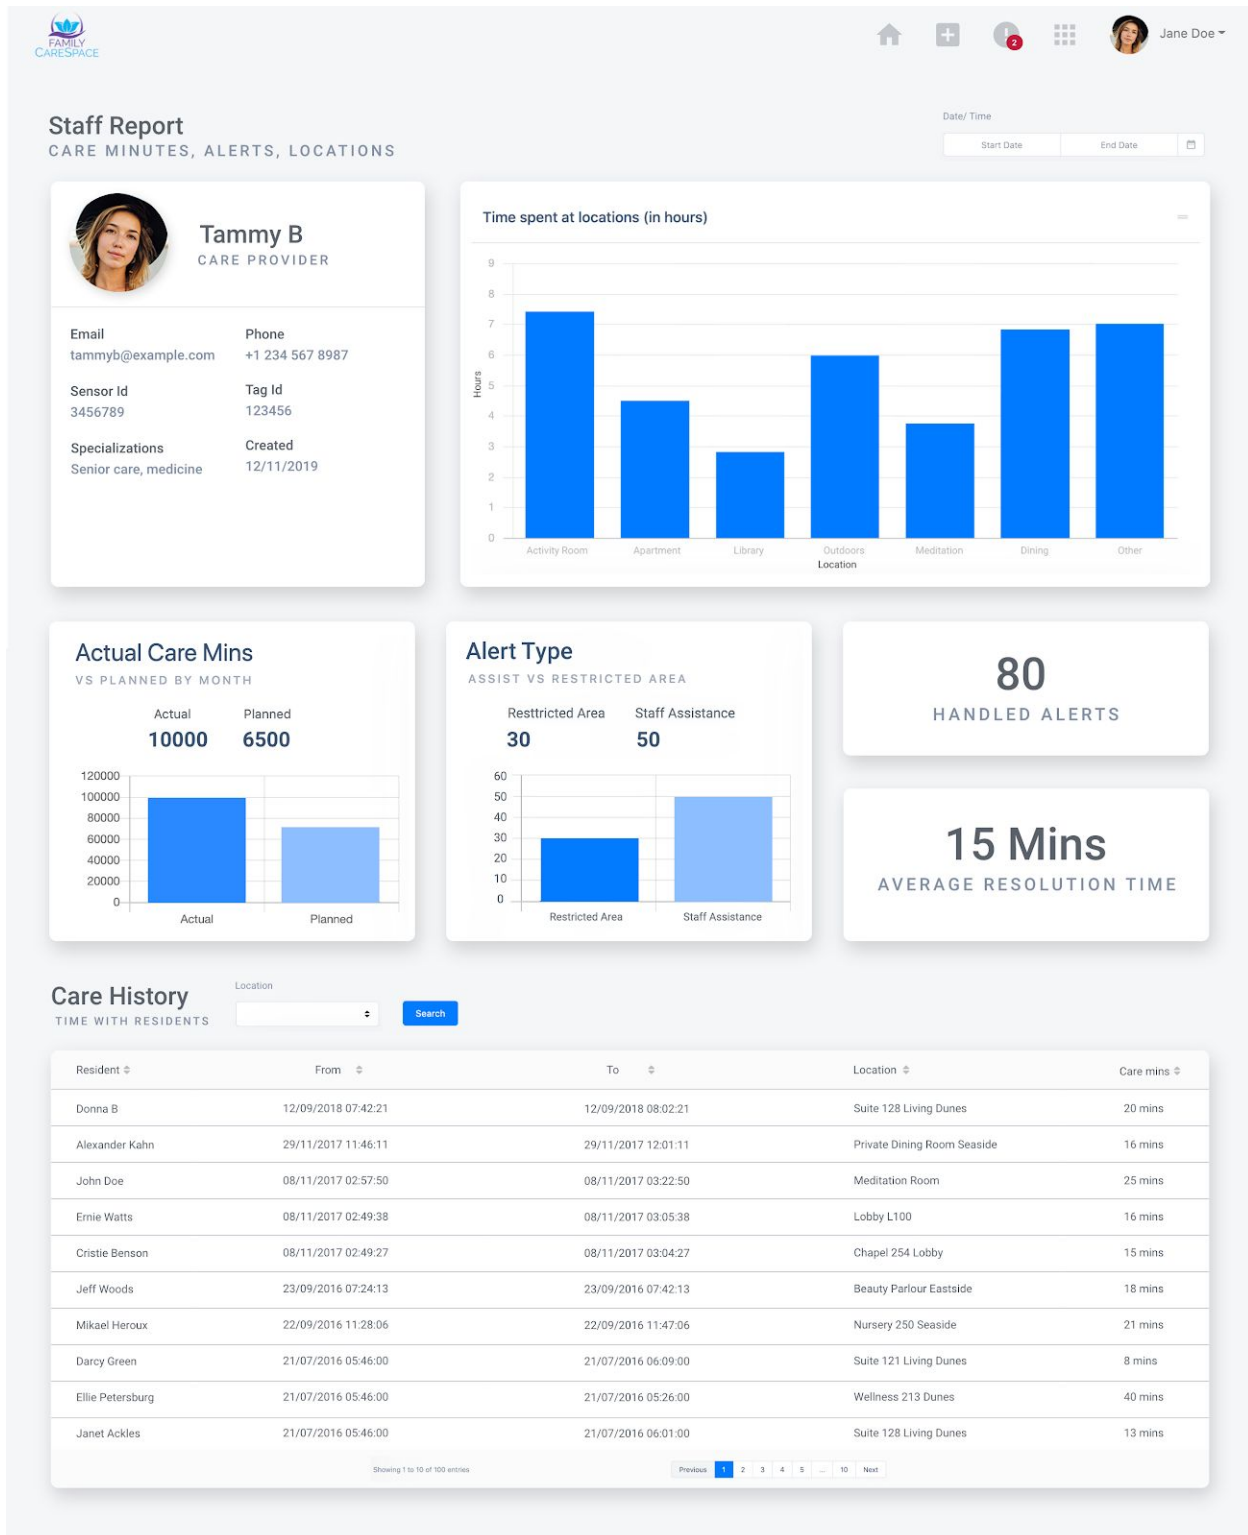 FAMILY
CARESPACE
2
Jane Doe
Staff Report
CARE MINUTES, ALERTS, LOCATIONS
Date/ Time
Start Date End Date
Tammy B
CARE PROVIDER
Email Phone
tammyb@example.com +1 234 567 8987
Sensor Id Tag Id
3456789 123456
Specializations Created
Senior care, medicine 12/11/2019
Time spent at locations (in hours)
9
8
7
6
5
4
3
2
1
0
Hours
Activity Room Apartment Library Outdoors Meditation Dining Other
Location
Actual Care Mins
VS PLANNED BY MONTH
Actual Planned
10000 6500
120000
100000
80000
60000
40000
20000
0
Actual Planned
Alert Type
ASSIST VS RESTRICTED AREA
Resttricted Area Staff Assistance
30 50
60
50
40
30
20
10
0
Restricted Area Staff Assistance
80
HANDLED ALERTS
15 Mins
AVERAGE RESOLUTION TIME
Care History
TIME WITH RESIDENTS
Location
Search
Resident From To Location Care mins
Donna B 12/09/2018 07:42:21 12/09/2018 08:02:21 Suite 128 Living Dunes 20 mins
Alexander Kahn 29/11/2017 11:46:11 29/11/2017 12:01:11 Private Dining Room Seaside 16 mins
John Doe 08/11/2017 02:57:50 08/11/2017 03:22:50 Meditation Room 25 mins
Ernie Watts 08/11/2017 02:49:38 08/11/2017 03:05:38 Lobby L100 16 mins
Cristie Benson 08/11/2017 02:49:27 08/11/2017 03:04:27 Chapel 254 Lobby 15 mins
Jeff Woods 23/09/2016 07:24:13 23/09/2016 07:42:13 Beauty Parlour Eastside 18 mins
Mikael Heroux 22/09/2016 11:28:06 22/09/2016 11:47:06 Nursery 250 Seaside 21 mins
Darcy Green 21/07/2016 05:46:00 21/07/2016 06:09:00 Suite 121 Living Dunes 8 mins
Ellie Petersburg 21/07/2016 05:46:00 21/07/2016 05:26:00 Wellness 213 Dunes 40 mins
Janet Ackles 21/07/2016 05:46:00 21/07/2016 06:01:00 Suite 128 Living Dunes 13 mins
Showing 1 to 10 of 100 entries Previous 1 2 3 4 5 ... 10 Next